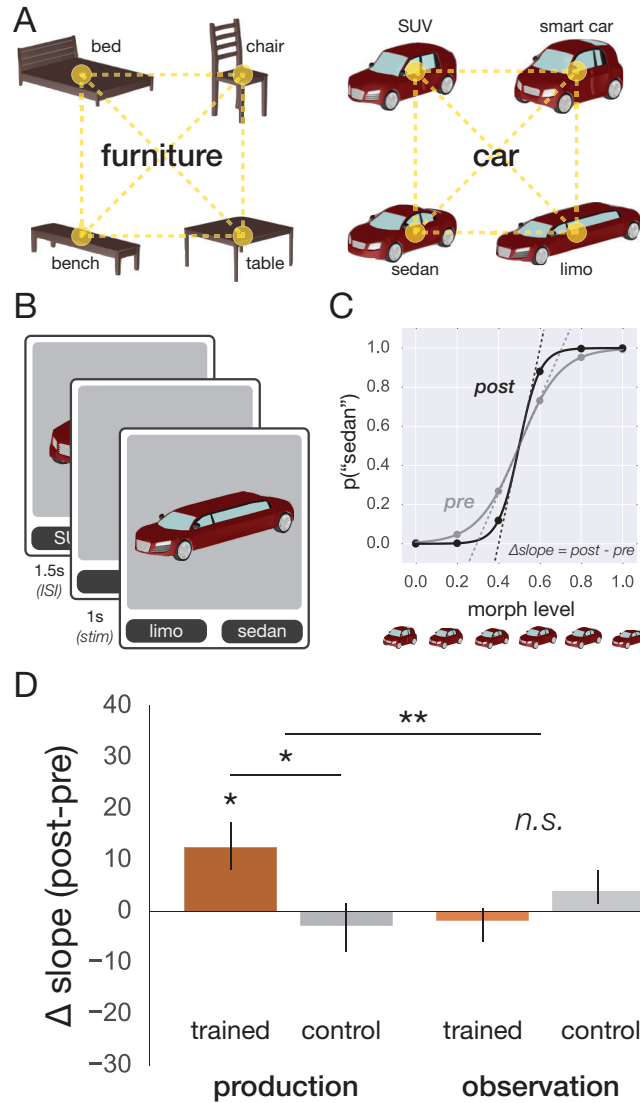 A
bed
chair
SUV
smart car
furniture
car
bench
table
sedan
limo
B
SU
1.5s
(ISI)
1s
(stim)
limo
sedan
C
p(“sedan”)
1.0
0.8
0.6
0.4
0.2
0.0
post
pre
Δslope = post - pre
0.0 0.2 0.4 0.6 0.8 1.0
morph level
D
Δ slope (post-pre)
40
30
20
10
0
−10
−20
−30
**
*
*
n.s.
trained control trained control
production observation